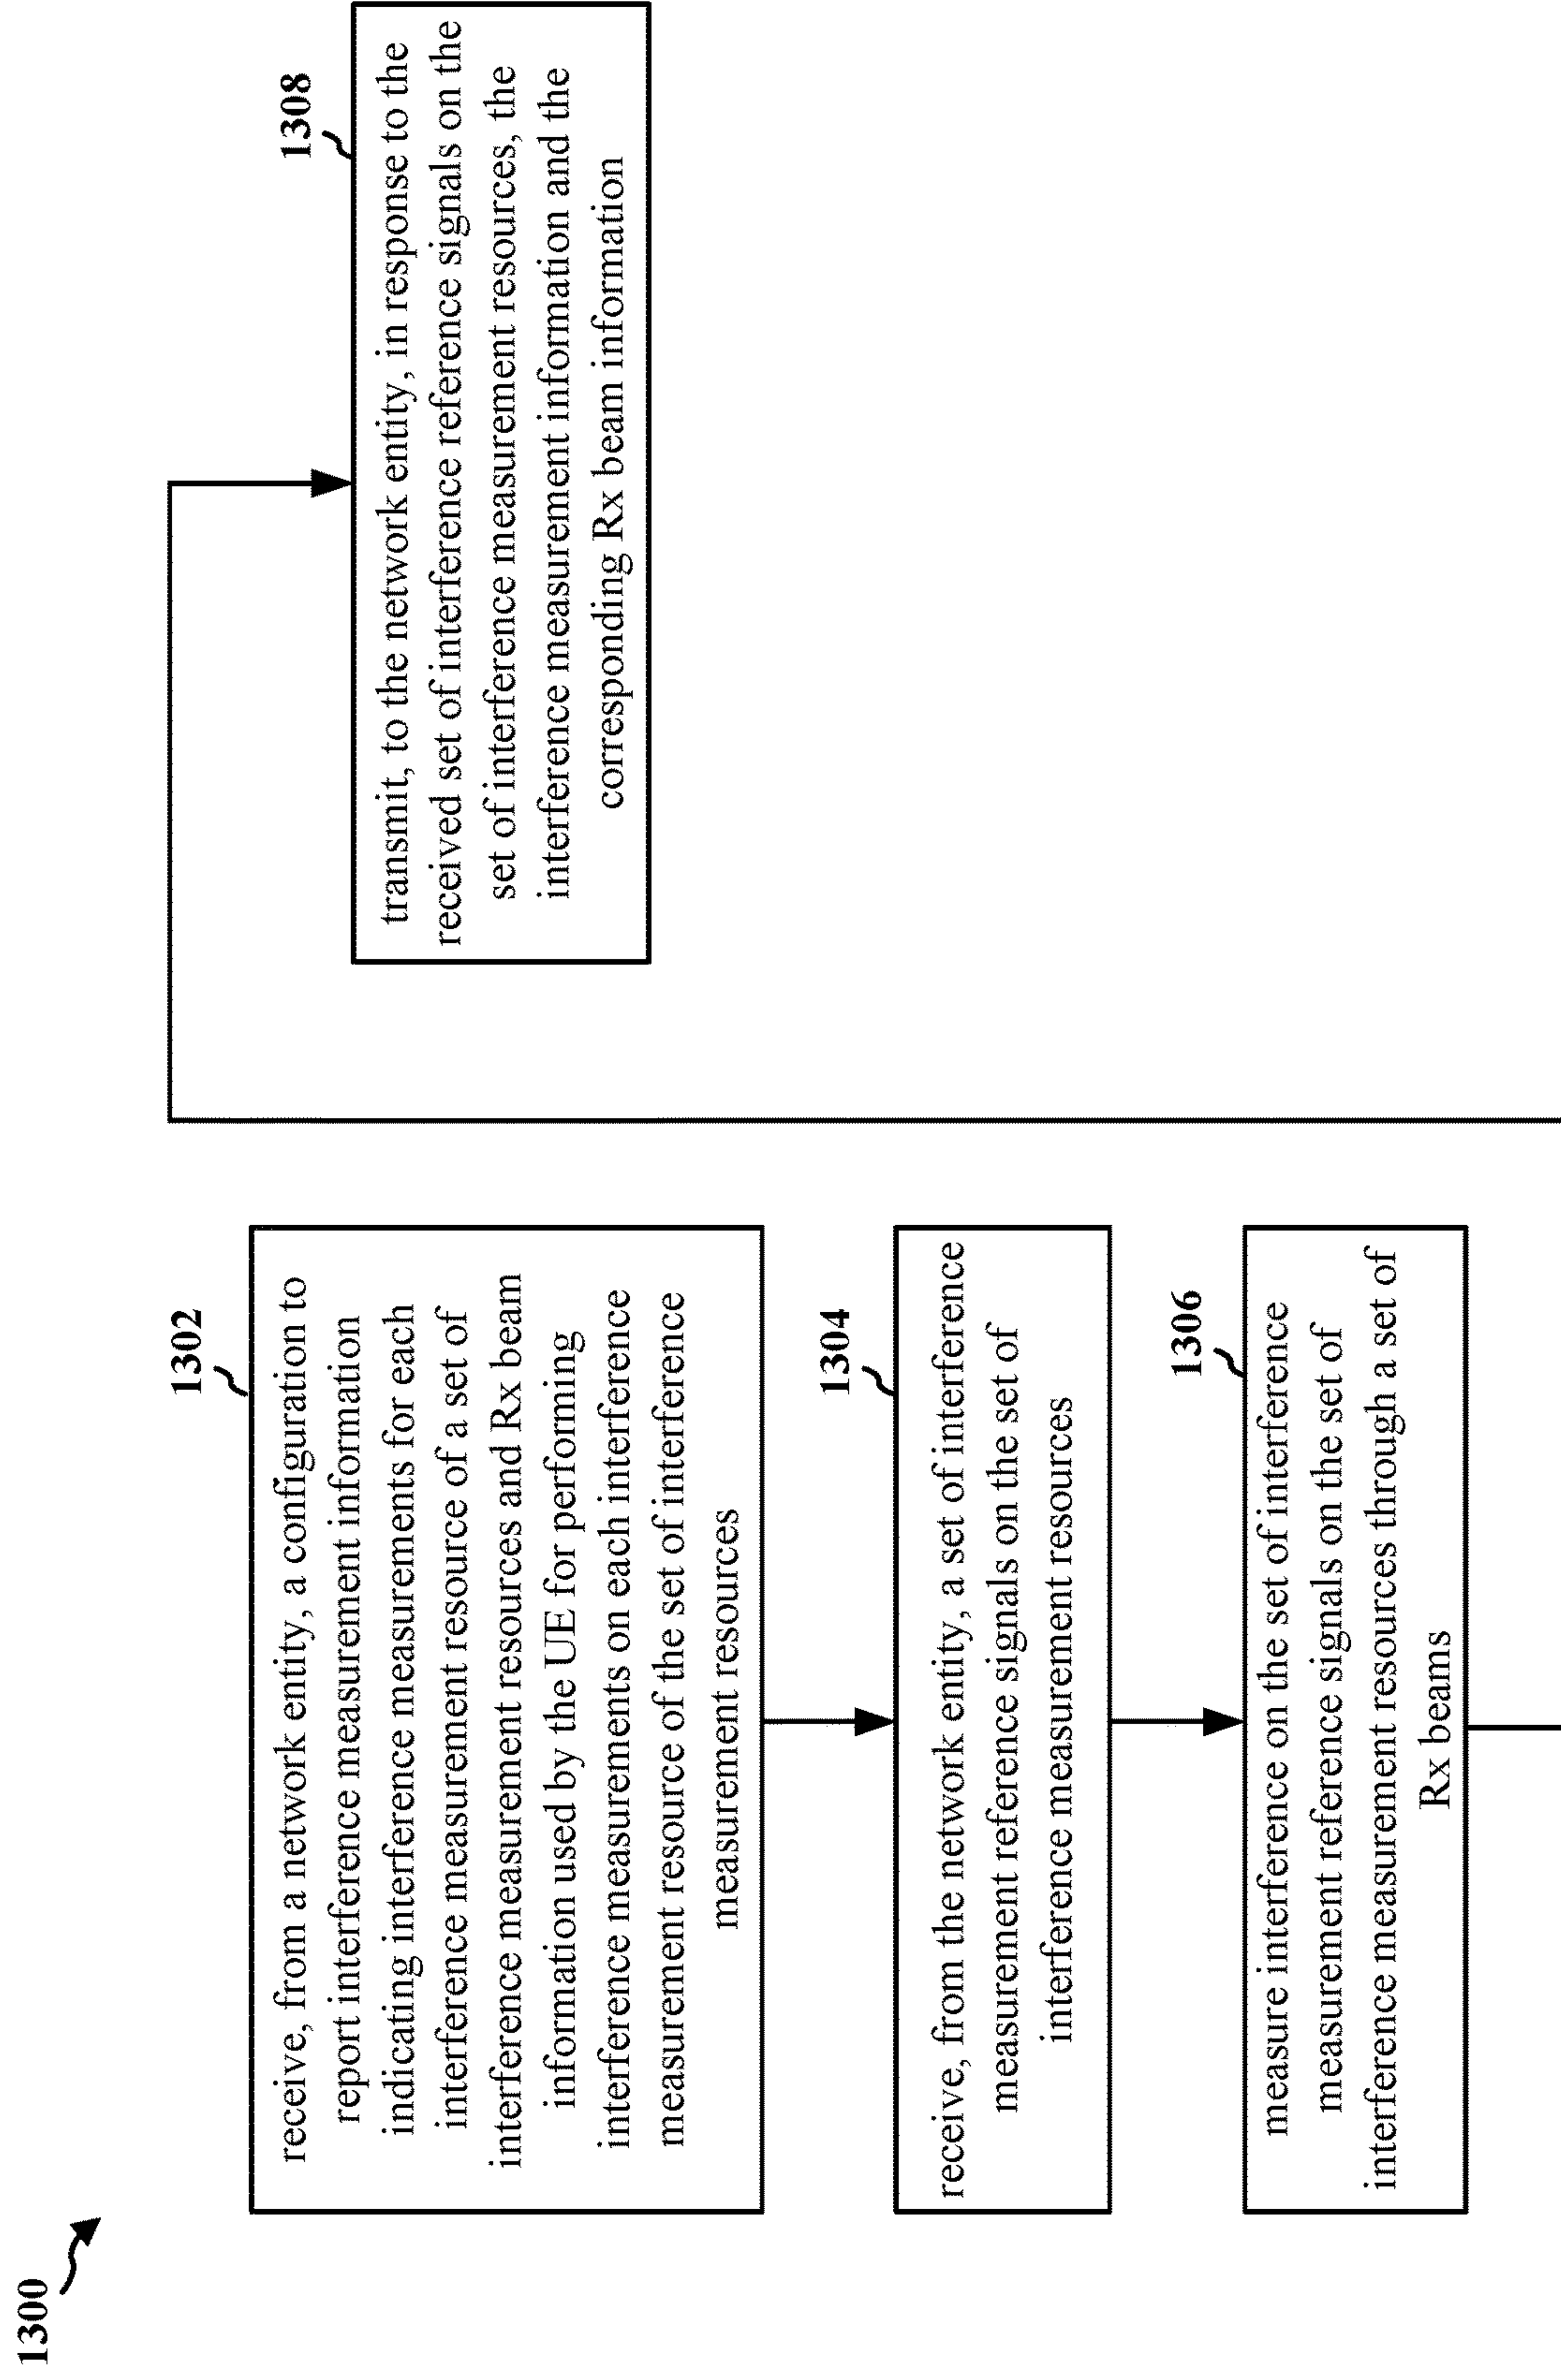 1300
1302
receive, from a network entity, a configuration to
report interference measurement information
indicating interference measurements for each
interference measurement resource of a set of
interference measurement resources and Rx beam
information used by the UE for performing
interference measurements on each interference
measurement resource of the set of interference
measurement resources
1304
receive, from the network entity, a set of interference
measurement reference signals on the set of
interference measurement resources
1306
measure interference on the set of interference
measurement reference signals on the set of
interference measurement resources through a set of
Rx beams
1308
transmit, to the network entity, in response to the
received set of interference reference signals on the
set of interference measurement resources, the
interference measurement information and the
corresponding Rx beam information